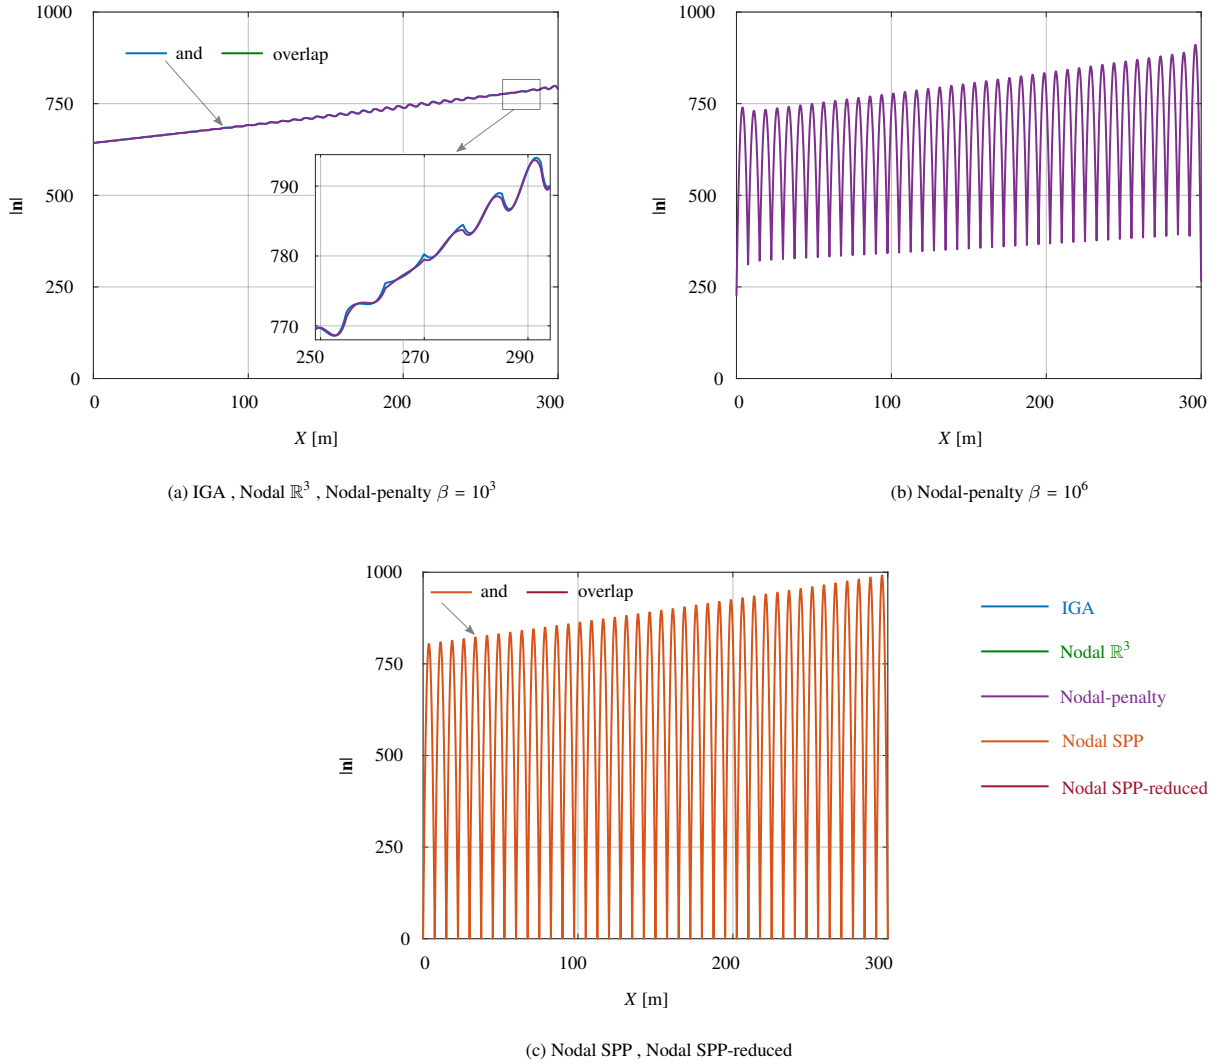 1000
750
500
250
0
|n|
and overlap
790
780
770
250 270 290
0 100 200 300
X [m]
(a) IGA , Nodal ℝ³ , Nodal-penalty β = 10³
1000
750
500
250
0
|n|
0 100 200 300
X [m]
(b) Nodal-penalty β = 10⁶
1000
750
500
250
0
|n|
and overlap
0 100 200 300
X [m]
(c) Nodal SPP , Nodal SPP-reduced
IGA
Nodal ℝ³
Nodal-penalty
Nodal SPP
Nodal SPP-reduced